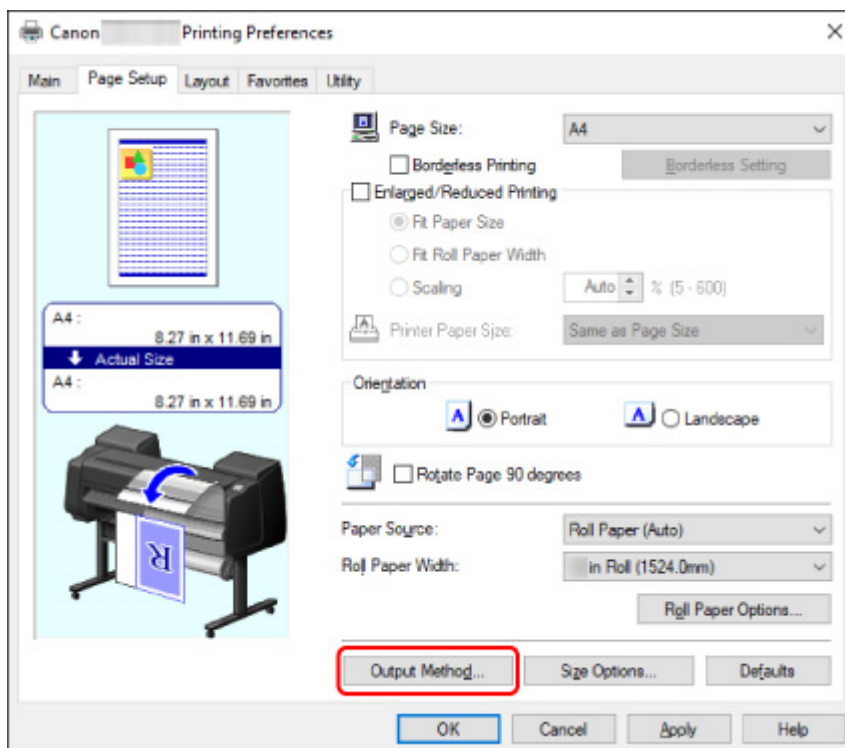 Canon Printing Preferences
Main Page Setup Layout Favorites Utility
Page Size: A4
Borderless Printing Borderless Setting
Enlarged/Reduced Printing
Fit Paper Size
Fit Roll Paper Width
Scaling Auto % (5 - 600)
Printer Paper Size: Same as Page Size
A4 :
8.27 in x 11.69 in
Actual Size
A4 :
8.27 in x 11.69 in
Orientation
A Portrait A Landscape
Rotate Page 90 degrees
R
Paper Source: Roll Paper (Auto)
Roll Paper Width: in Roll (1524.0mm)
Roll Paper Options...
Output Method... Size Options... Defaults
OK Cancel Apply Help